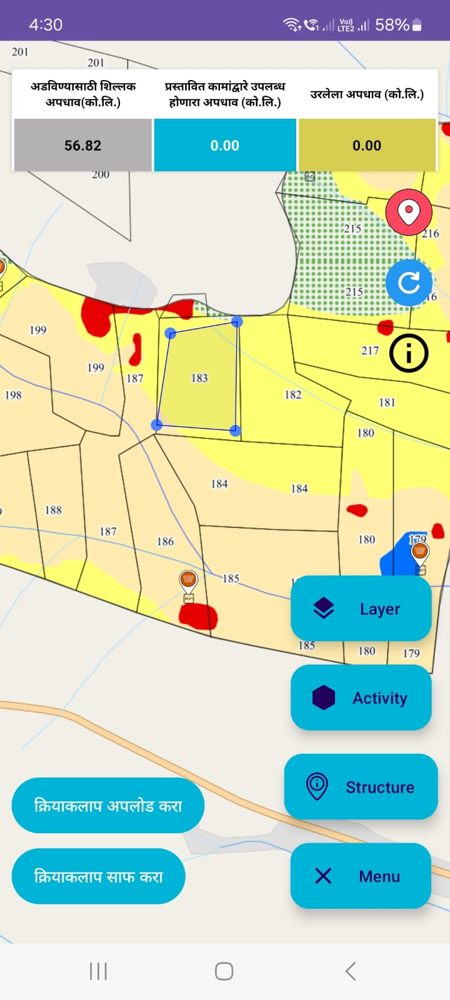 4:30
Vo)) LTE2 58%
201
201
अडविण्यासाठी शिल्लक अपधाव(को.लि.)
प्रस्तावित कामांद्वारे उपलब्ध होणारा अपधाव (को.लि.)
उरलेला अपधाव (को.लि.)
56.82 0.00 0.00
200
215
216
215
199
217
199
187
183
198
182
181
180
184
184
188
187
186
180
179
185
Layer
185
180
179
Activity
Structure
क्रियाकलाप अपलोड करा
क्रियाकलाप साफ करा
Menu